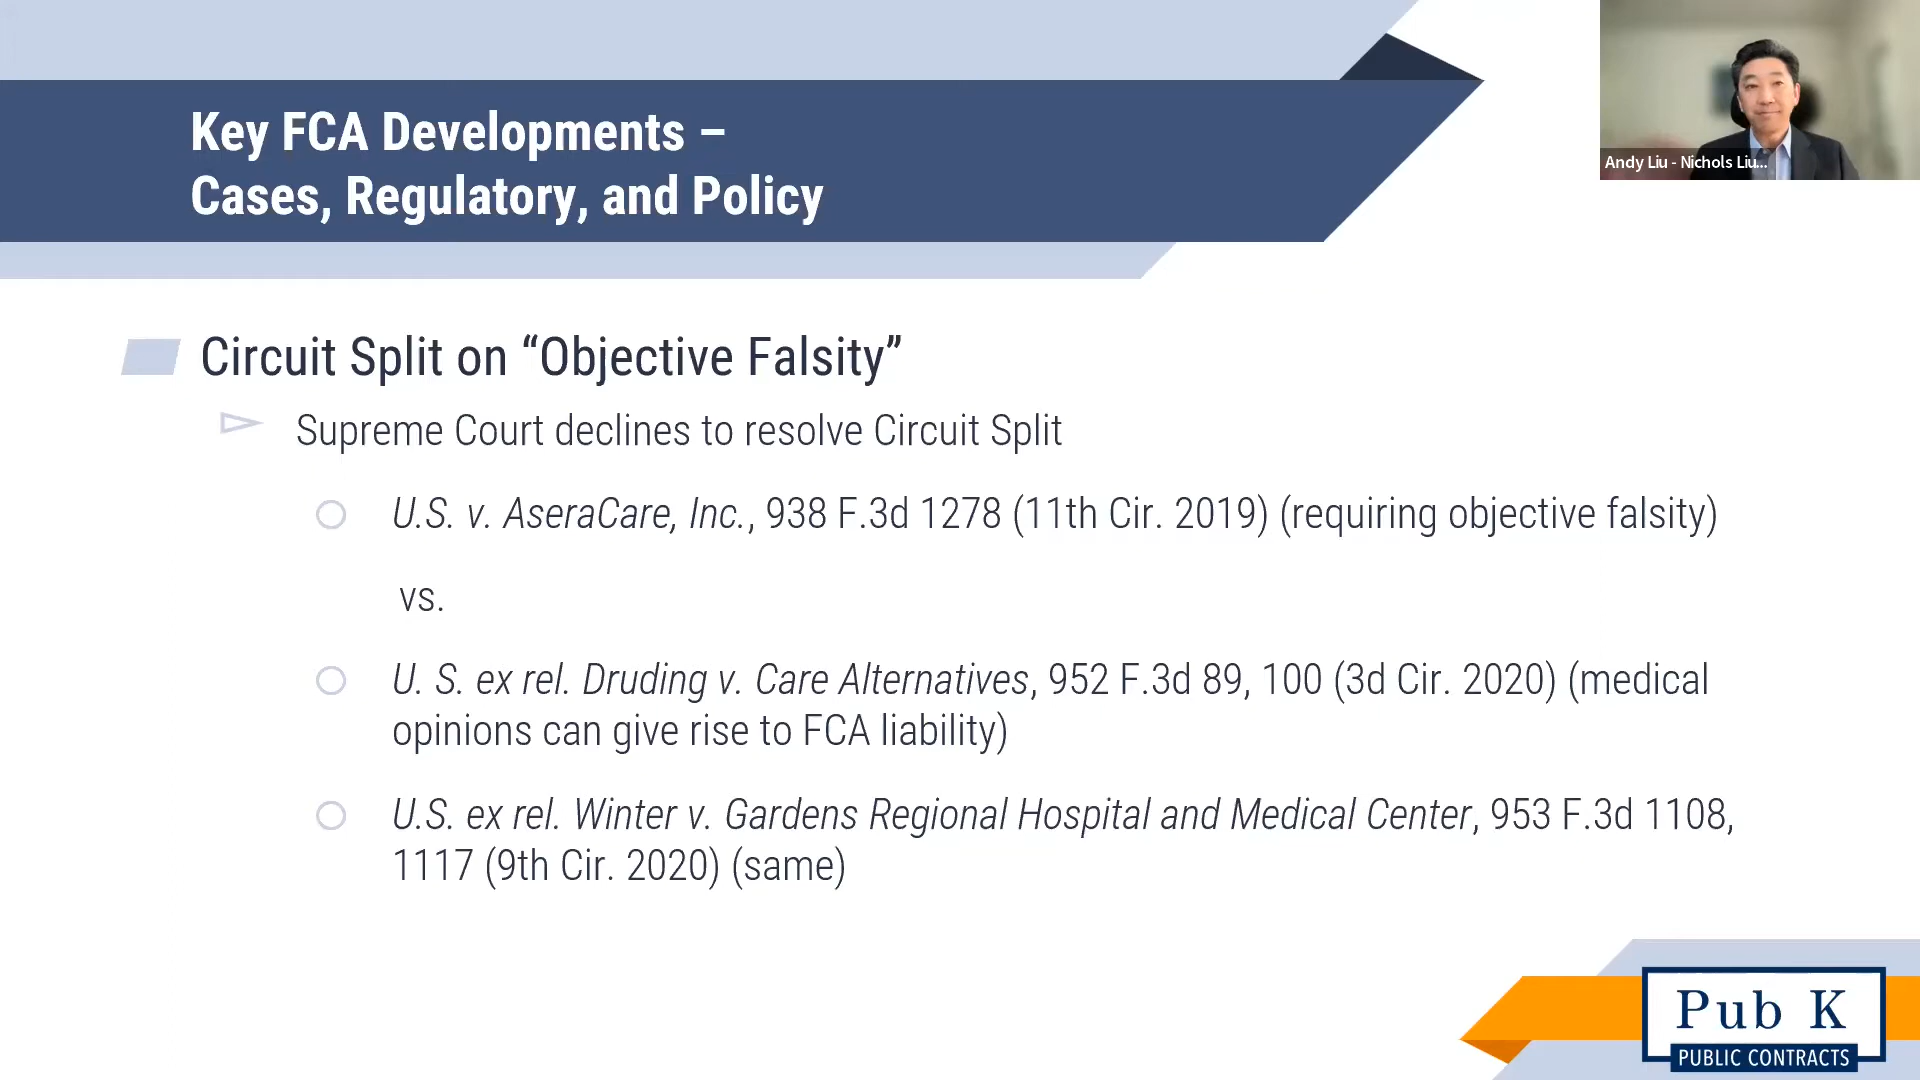 Key FCA Developments –
Cases, Regulatory, and Policy
Andy Liu - Nichols Liu...
Circuit Split on “Objective Falsity”
Supreme Court declines to resolve Circuit Split
U.S. v. AseraCare, Inc., 938 F.3d 1278 (11th Cir. 2019) (requiring objective falsity)
vs.
U. S. ex rel. Druding v. Care Alternatives, 952 F.3d 89, 100 (3d Cir. 2020) (medical
opinions can give rise to FCA liability)
U.S. ex rel. Winter v. Gardens Regional Hospital and Medical Center, 953 F.3d 1108,
1117 (9th Cir. 2020) (same)
Pub K
PUBLIC CONTRACTS